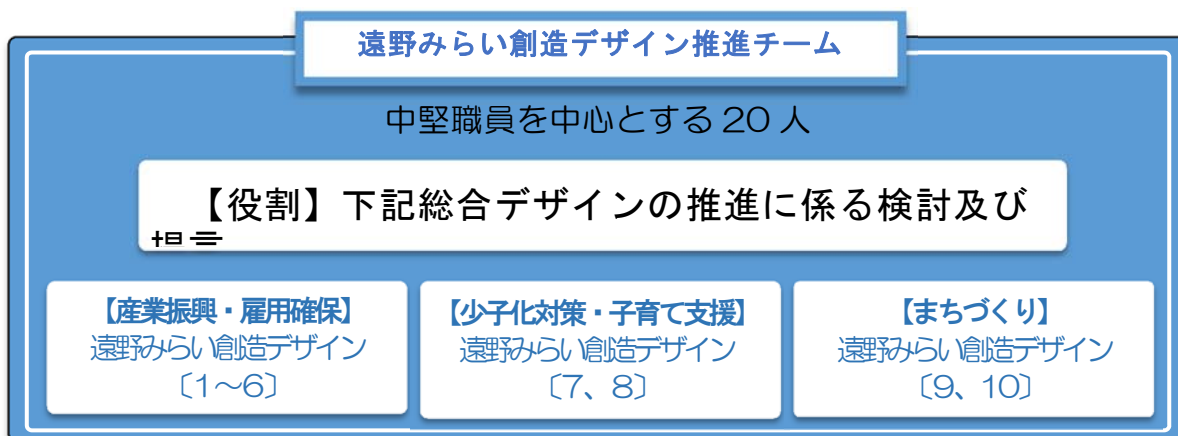 遠野みらい創造デザイン推進チーム
中堅職員を中心とする20人
【役割】下記総合デザインの推進に係る検討及び
【産業振興・雇用確保】
遠野みらい創造デザイン
〔1～6〕
【少子化対策・子育て支援】
遠野みらい創造デザイン
〔7、8〕
【まちづくり】
遠野みらい創造デザイン
〔9、10〕